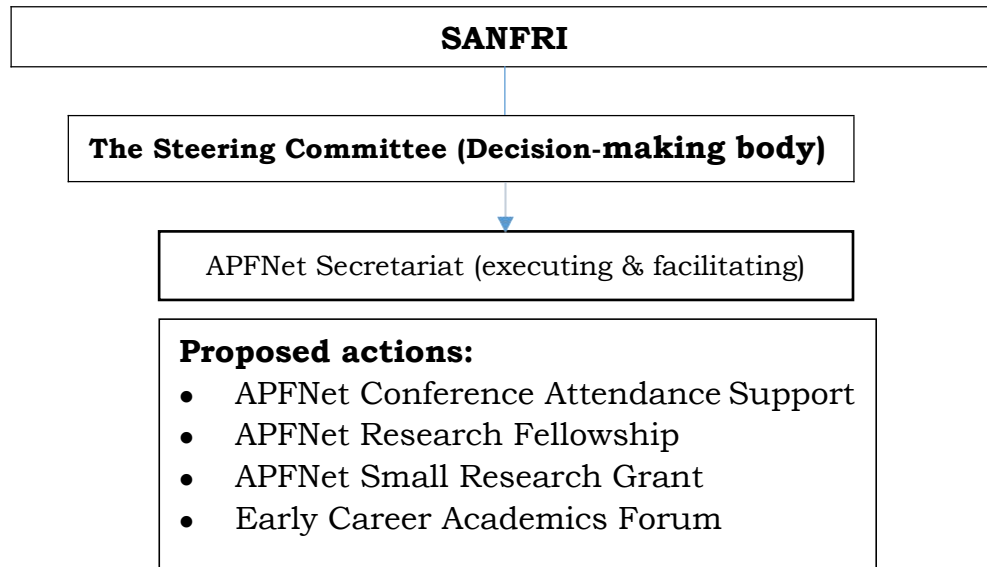 SANFRI
The Steering Committee (Decision-making body)
APFNet Secretariat (executing & facilitating)
Proposed actions:
● APFNet Conference Attendance Support
● APFNet Research Fellowship
● APFNet Small Research Grant
● Early Career Academics Forum